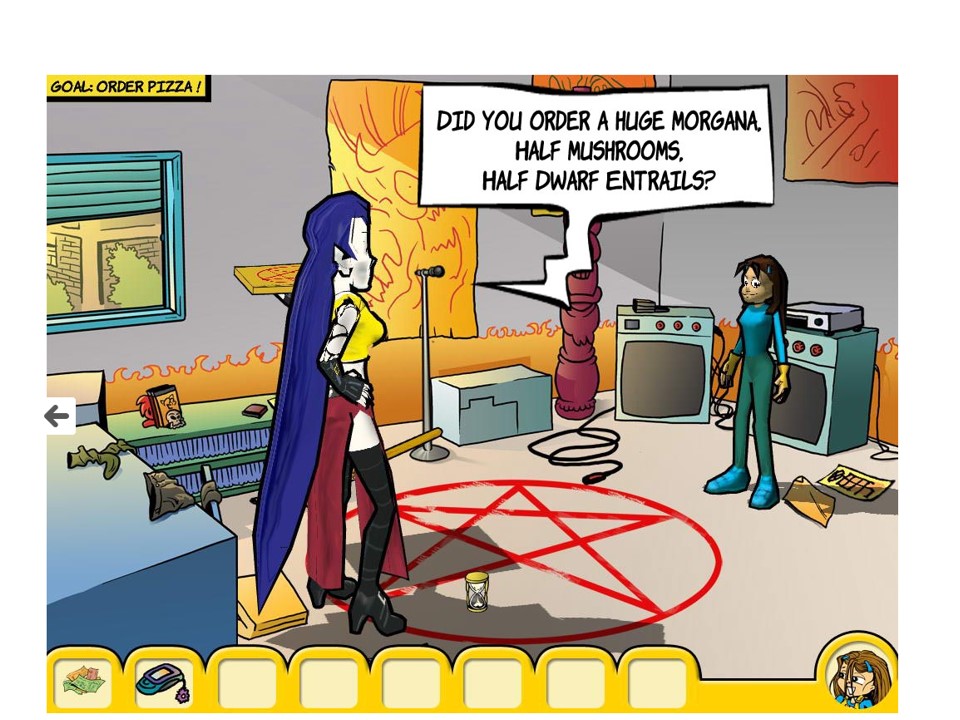 GOAL: ORDER PIZZA !
DID YOU ORDER A HUGE MORGANA,
HALF MUSHROOMS,
HALF DWARF ENTRAILS?